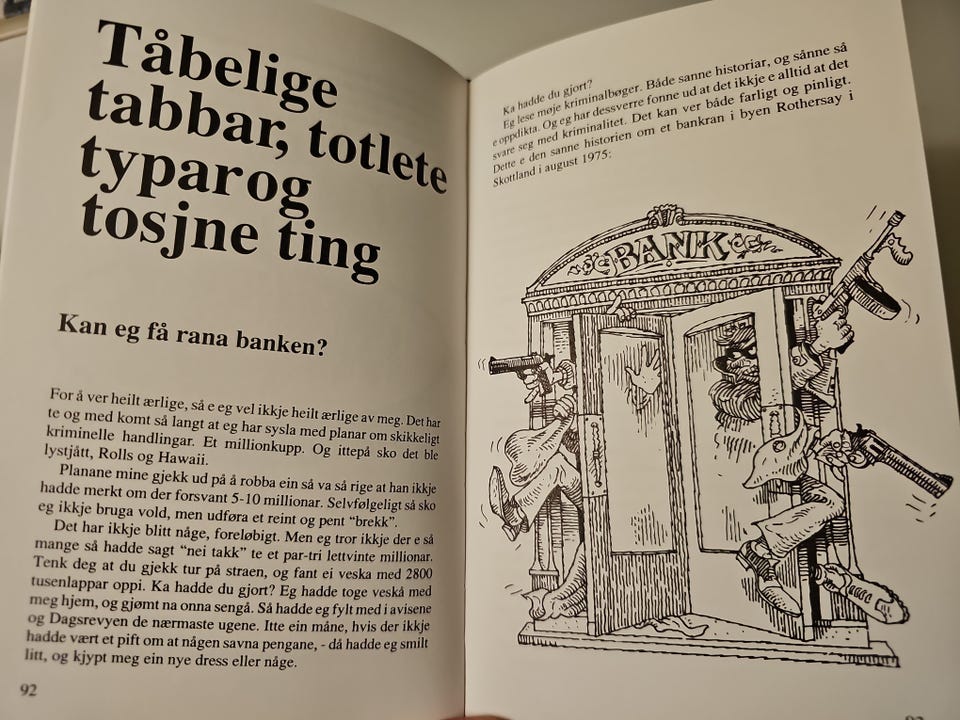 Tåbelige
tabbar, totlete
typar og
tosjne ting
Kan eg få rana banken?
For å ver heilt ærlige, så e eg vel ikkje heilt ærlige av meg. Det har
te og med komt så langt at eg har sysla med planar om skikkeligt
kriminelle handlingar. Et millionkupp. Og ittepå sko det ble
lystjått, Rolls og Hawaii.
Planane mine gjekk ud på å robba ein så va så rige at han ikkje
hadde merkt om der forsvant 5-10 millionar. Selvfølgeligt så sko
eg ikkje bruga vold, men udføra et reint og pent “brekk”.
Det har ikkje blitt någe, foreløbigt. Men eg tror ikkje der e så
mange så hadde sagt “nei takk” te et par-tri lettvinte millionar.
Tenk deg at du gjekk tur på straen, og fant ei veska med 2800
tusenlappar oppi. Ka hadde du gjort? Eg hadde toge veskå med
meg hjem, og gjømt na onna sengå. Så hadde eg fylt med i avisene
og Dagsrevyen de nærmaste ugene. Itte ein måne, hvis der ikkje
hadde vært et pift om at någen savna pengane, - då hadde eg smilt
litt, og kjypt meg ein nye dress eller någe.
92
Ka hadde du gjort?
Eg lese møje kriminalbøger. Både sanne historiar, og sånne så
e oppdikta. Og eg har dessverre fonne ud at det ikkje e alltid at det
svare seg med kriminalitet. Det kan ver både farligt og pinligt.
Dette e den sanne historien om et bankran i byen Rothersay i
Skottland i august 1975:
BANK